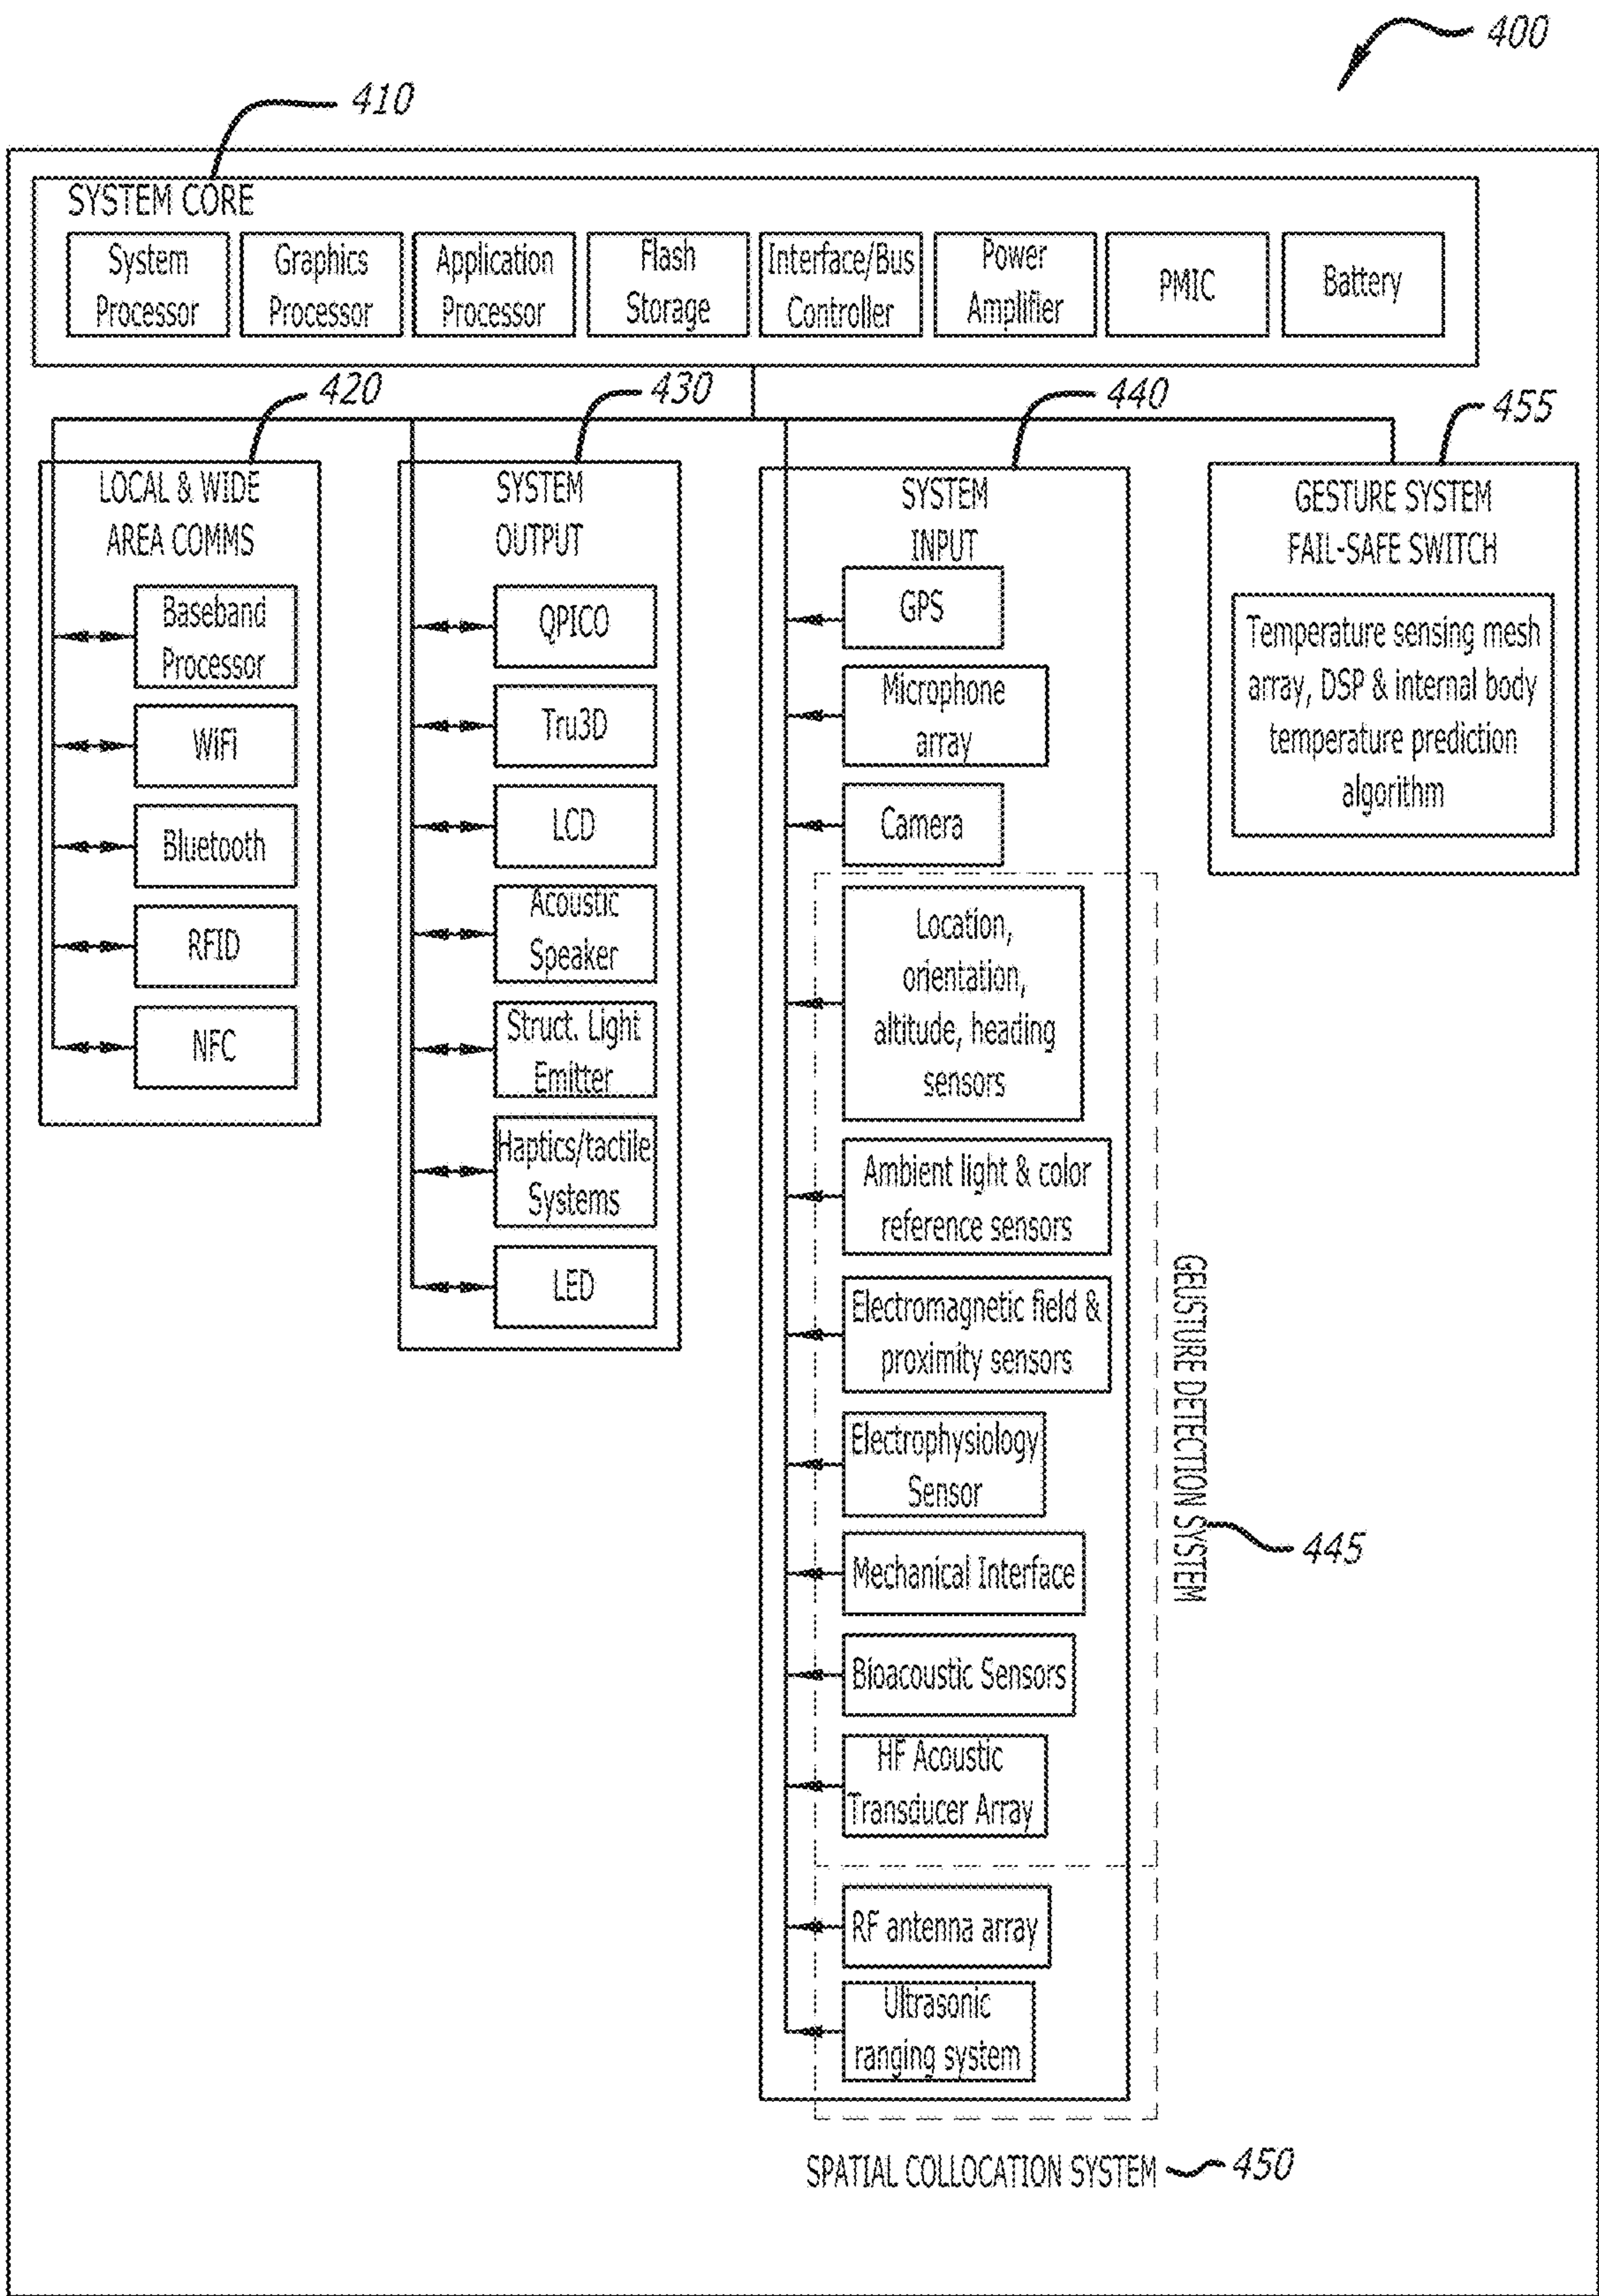 400
410
SYSTEM CORE
System
Processor
Graphics
Processor
Application
Processor
Flash
Storage
Interface/Bus
Controller
Power
Amplifier
PMIC
Battery
420
430
440
455
LOCAL & WIDE
AREA COMMS
Baseband
Processor
WiFi
Bluetooth
RFID
NFC
SYSTEM
OUTPUT
QPICO
Tru3D
LCD
Acoustic
Speaker
Struct. Light
Emitter
Haptics/tactile
Systems
LED
SYSTEM
INPUT
GPS
Microphone
array
Camera
Location,
orientation,
altitude, heading
sensors
Ambient light & color
reference sensors
Electromagnetic field &
proximity sensors
Electrophysiology
Sensor
Mechanical Interface
Bioacoustic Sensors
HF Acoustic
Transducer Array
RF antenna array
Ultrasonic
ranging system
GESTURE SYSTEM
FAIL-SAFE SWITCH
Temperature sensing mesh
array, DSP & internal body
temperature prediction
algorithm
GEUSTURE DETECTION SYSTEM
445
SPATIAL COLLOCATION SYSTEM
450